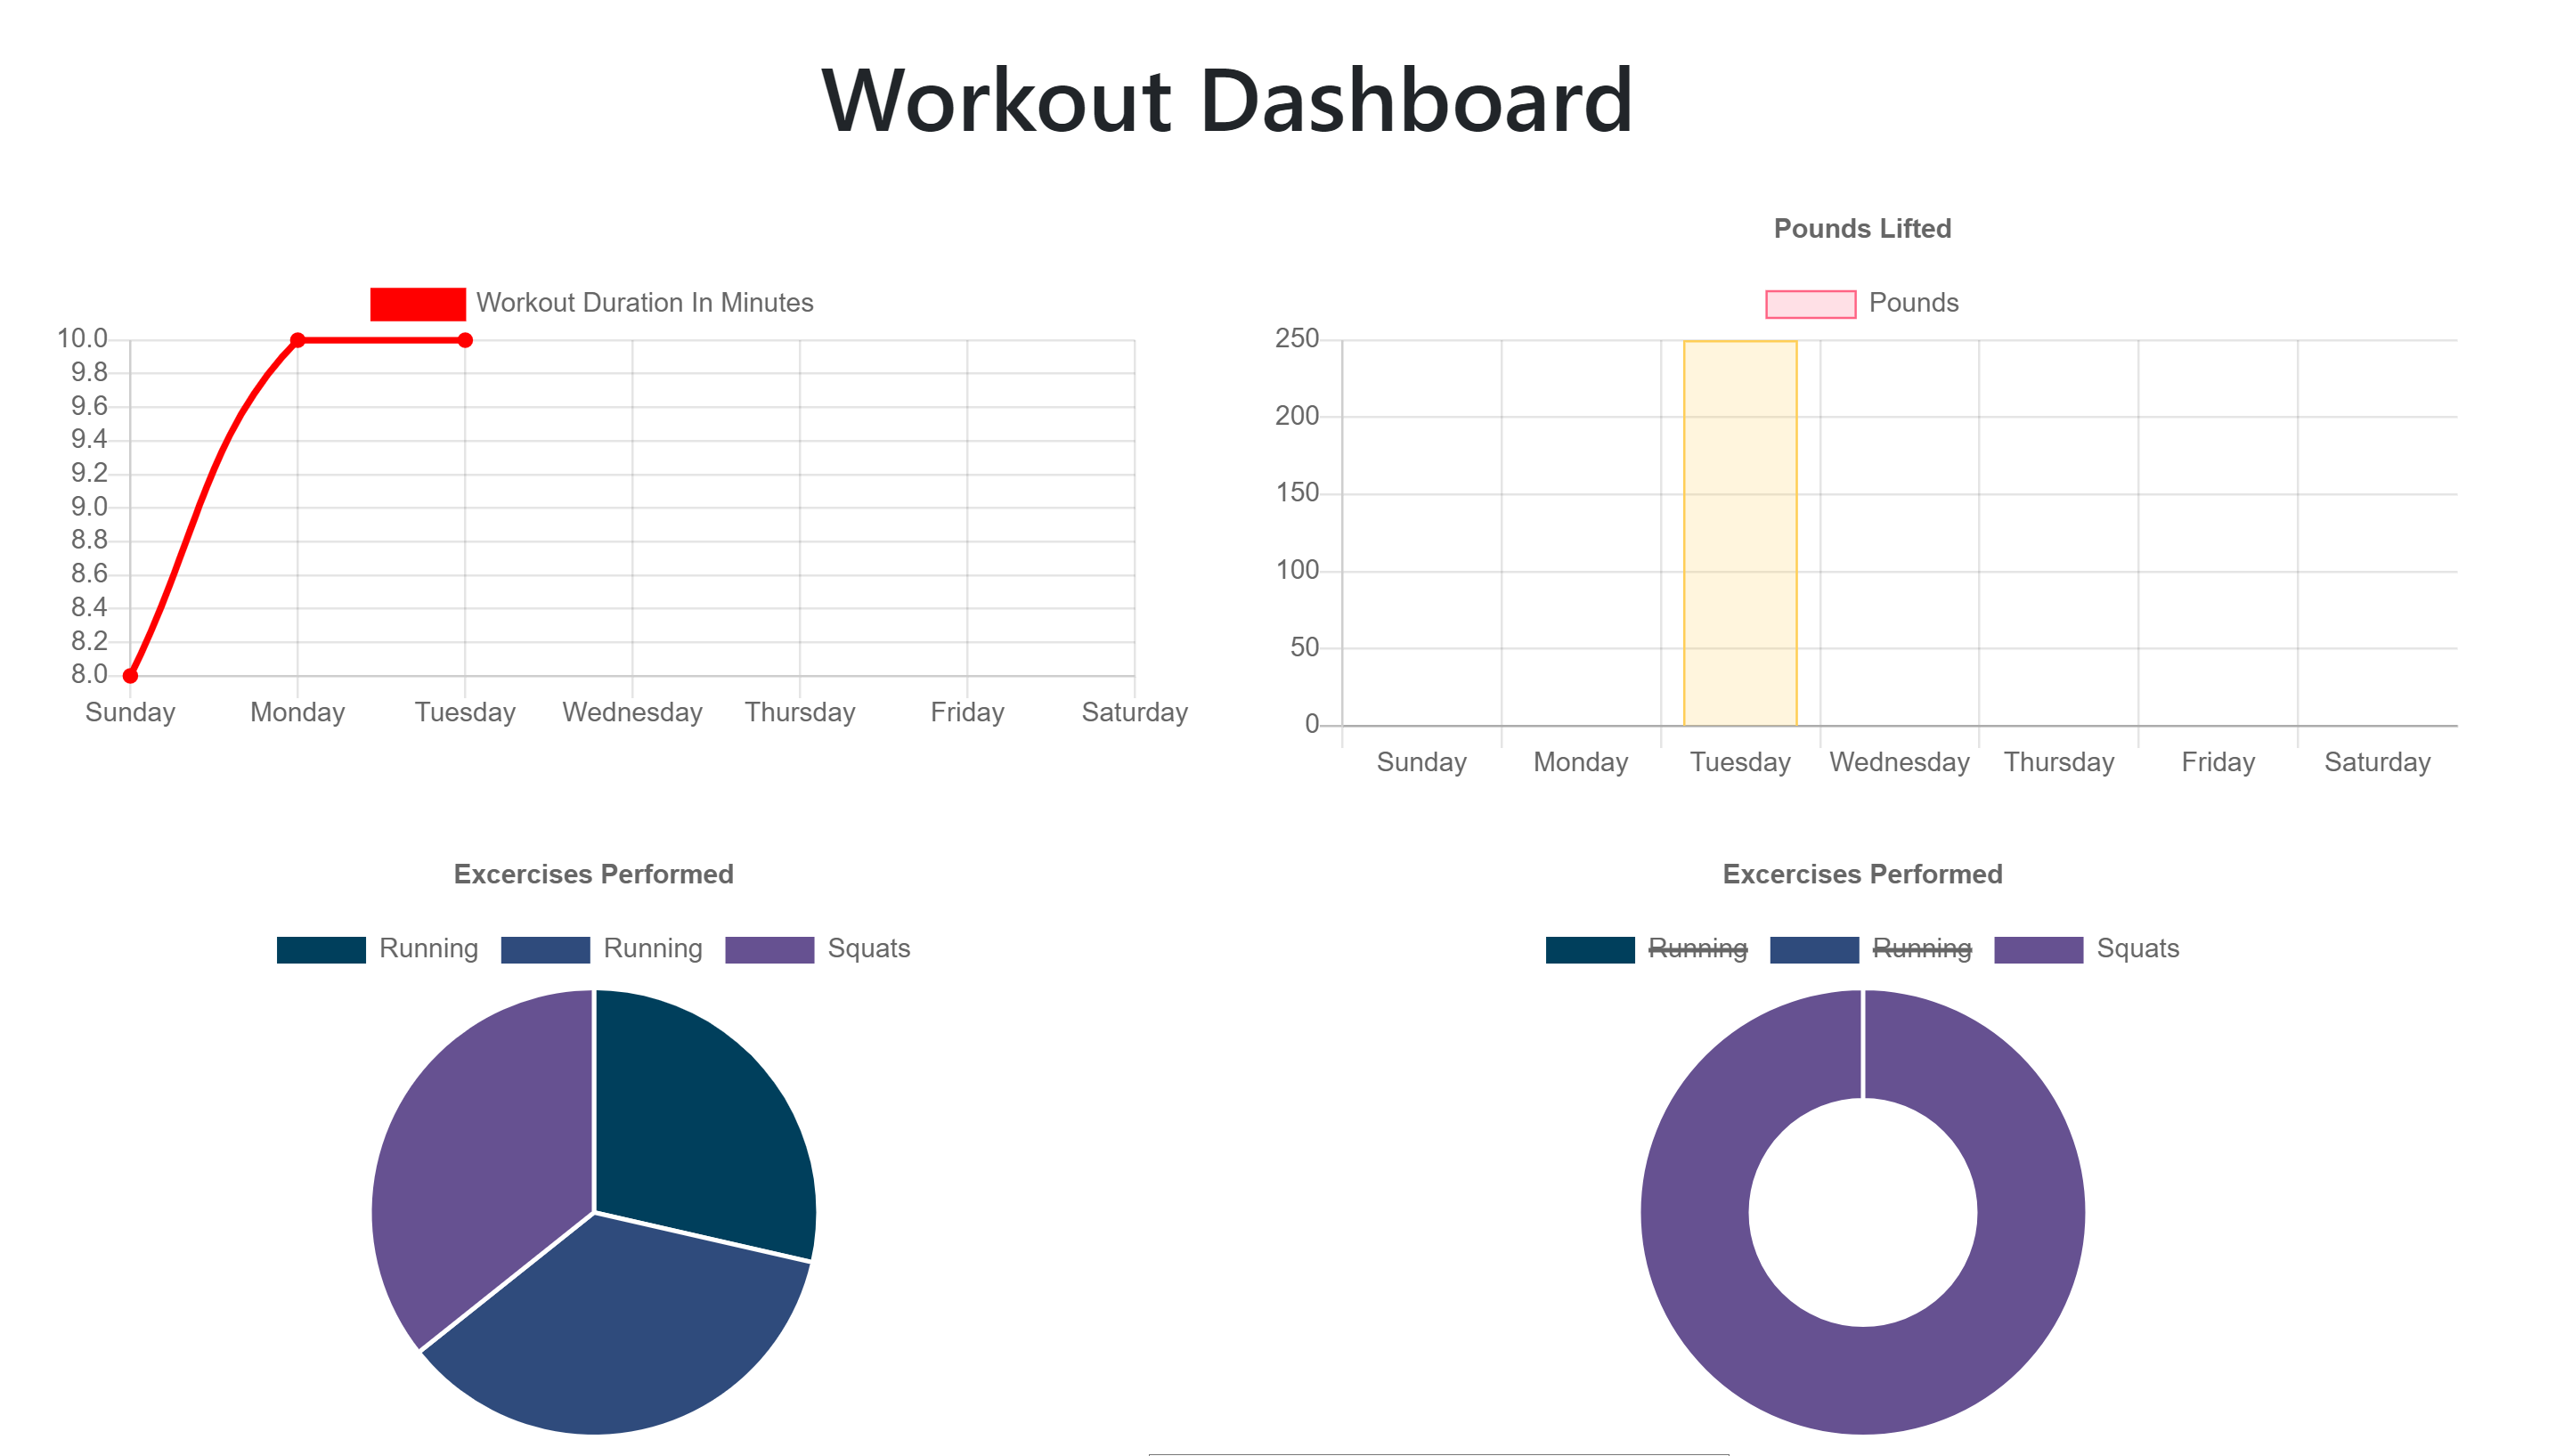 Workout Dashboard
Workout Duration In Minutes
10.0
9.8
9.6
9.4
9.2
9.0
8.8
8.6
8.4
8.2
8.0
Sunday Monday Tuesday Wednesday Thursday Friday Saturday
Pounds Lifted
Pounds
250
200
150
100
50
0
Sunday Monday Tuesday Wednesday Thursday Friday Saturday
Excercises Performed
Running Running Squats
Excercises Performed
Running Running Squats